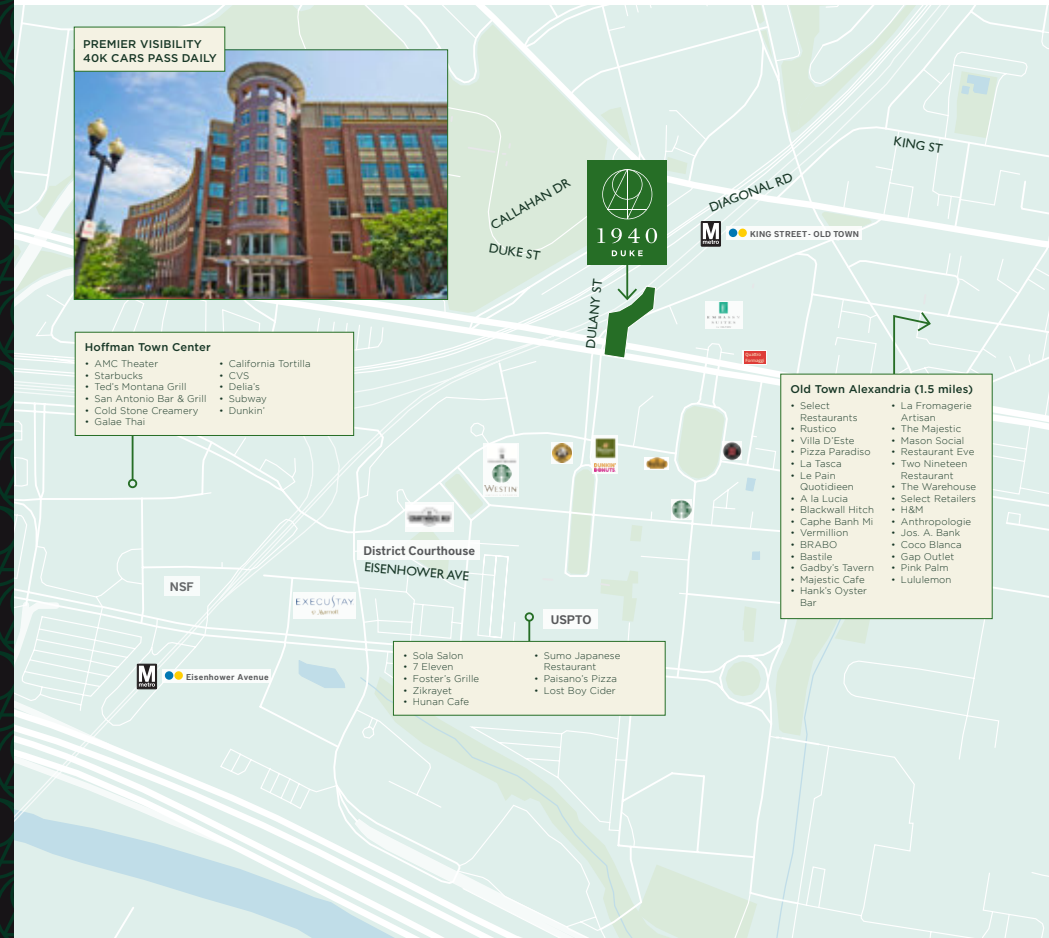 PREMIER VISIBILITY
40K CARS PASS DAILY
KING ST
CALLAHAN DR
DIAGONAL RD
1940
DUKE
M
metro
KING STREET- OLD TOWN
DUKE ST
DULANY ST
EMBASSY
SUITES
Hoffman Town Center
• AMC Theater
• Starbucks
• Ted's Montana Grill
• San Antonio Bar & Grill
• Cold Stone Creamery
• Galae Thai
• California Tortilla
• CVS
• Delia's
• Subway
• Dunkin'
Old Town Alexandria (1.5 miles)
• Select
Restaurants
• Rustico
• Villa D'Este
• Pizza Paradiso
• La Tasca
• Le Pain
Quotidieen
• A la Lucia
• Blackwall Hitch
• Caphe Banh Mi
• Vermillion
• BRABO
• Bastile
• Gadby's Tavern
• Majestic Cafe
• Hank's Oyster
Bar
• La Fromagerie
Artisan
• The Majestic
• Mason Social
• Restaurant Eve
• Two Nineteen
Restaurant
• The Warehouse
• Select Retailers
• H&M
• Anthropologie
• Jos. A. Bank
• Coco Blanca
• Gap Outlet
• Pink Palm
• Lululemon
WESTIN
DUNKIN'
DONUTS
District Courthouse
EISENHOWER AVE
NSF
EXECUSTAY
USPTO
• Sola Salon
• 7 Eleven
• Foster's Grille
• Zikrayet
• Hunan Cafe
• Sumo Japanese
Restaurant
• Paisano's Pizza
• Lost Boy Cider
M
metro
Eisenhower Avenue